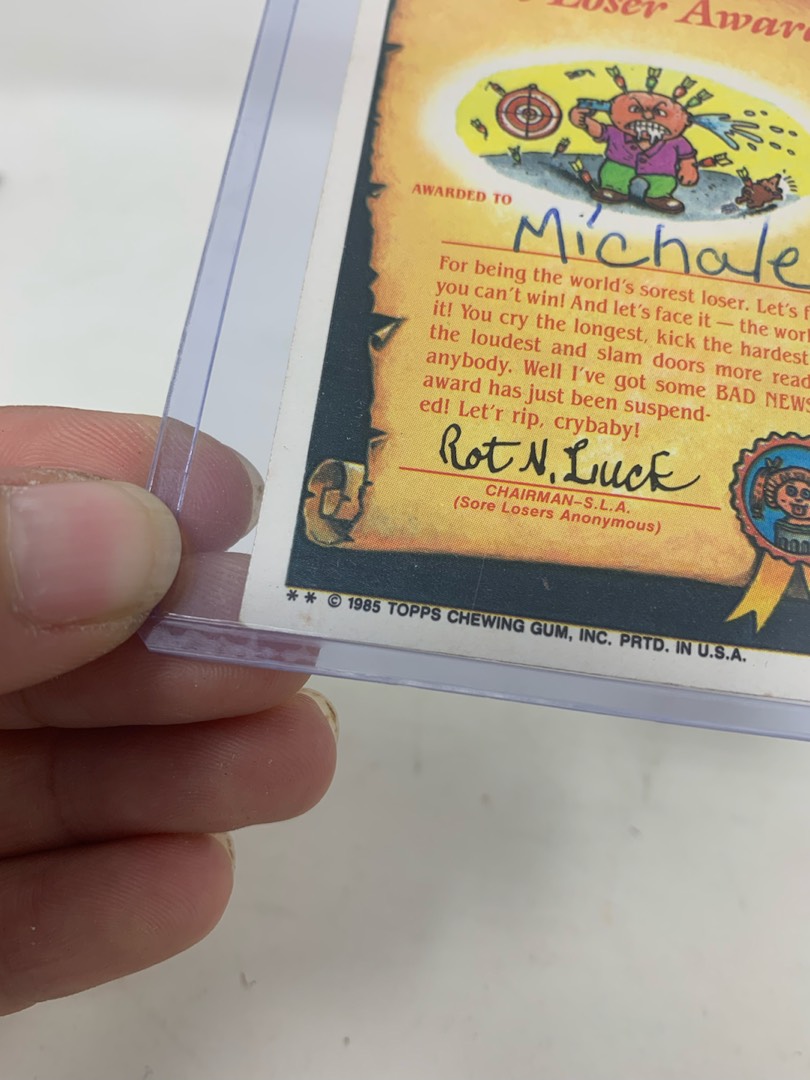 Loser Awar
AWARDED TO
Michale
For being the world's sorest loser. Let's f
you can't win! And let's face it — the worl
it! You cry the longest, kick the hardest
the loudest and slam doors more read
anybody. Well I've got some BAD NEWS
award has just been suspend-
ed! Let'r rip, crybaby!
Rot N. Luck
CHAIRMAN–S.L.A.
(Sore Losers Anonymous)
** © 1985 TOPPS CHEWING GUM, INC. PRTD. IN U.S.A.